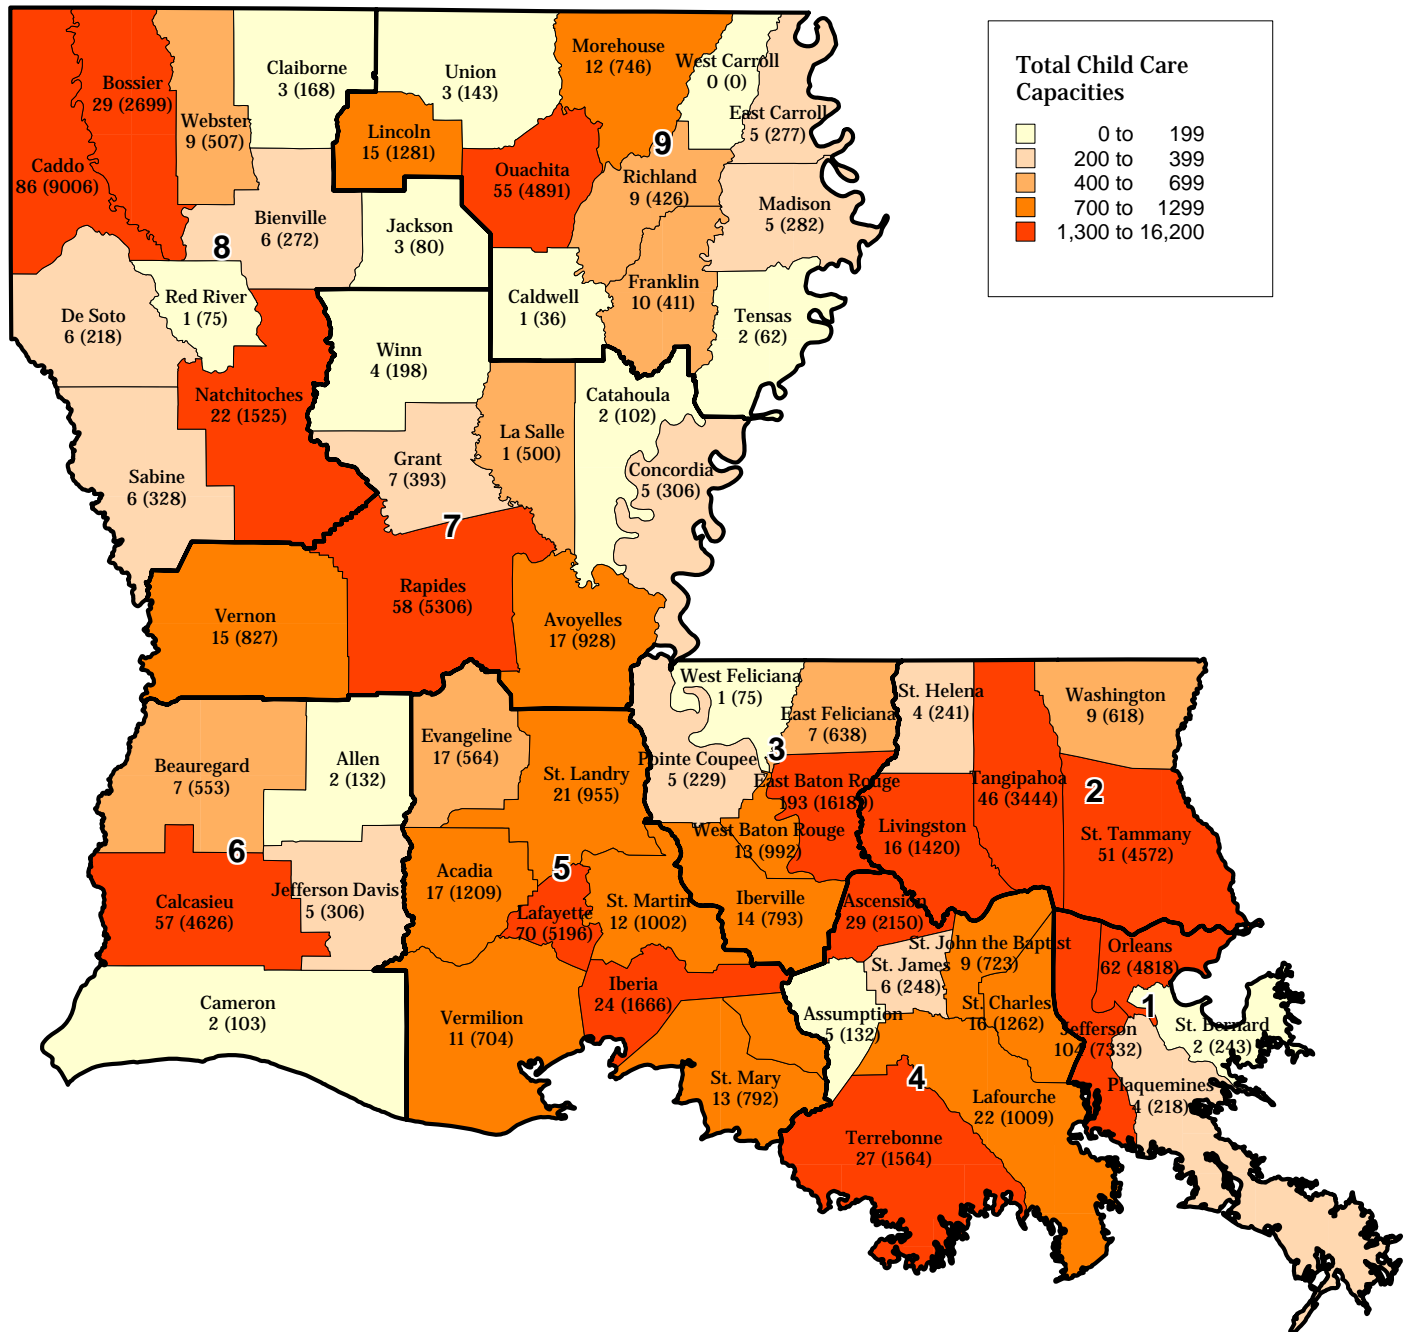 Total Child Care
Capacities
0 to 199
200 to 399
400 to 699
700 to 1299
1,300 to 16,200
Morehouse
12 (746)
West Carroll
0 (0)
Claiborne
3 (168)
Union
3 (143)
Bossier
29 (2699)
Webster
9 (507)
East Carroll
5 (277)
Lincoln
15 (1281)
9
Caddo
86 (9006)
Ouachita
55 (4891)
Richland
9 (426)
Madison
5 (282)
Bienville
6 (272)
Jackson
3 (80)
8
Franklin
10 (411)
Red River
1 (75)
Caldwell
1 (36)
De Soto
6 (218)
Tensas
2 (62)
Winn
4 (198)
Natchitoches
22 (1525)
Catahoula
2 (102)
La Salle
1 (500)
Grant
7 (393)
Concordia
5 (306)
Sabine
6 (328)
7
Rapides
58 (5306)
Vernon
15 (827)
Avoyelles
17 (928)
West Feliciana
1 (75)
St. Helena
4 (241)
Washington
9 (618)
East Feliciana
7 (638)
Evangeline
17 (564)
3
Allen
2 (132)
Pointe Coupee
5 (229)
Beauregard
7 (553)
St. Landry
21 (955)
East Baton Rouge
193 (16189)
Tangipahoa
46 (3444)
2
West Baton Rouge
13 (992)
Livingston
16 (1420)
St. Tammany
51 (4572)
6
5
Acadia
17 (1209)
Jefferson Davis
5 (306)
Calcasieu
57 (4626)
St. Martin
12 (1002)
Iberville
14 (793)
Ascension
29 (2150)
Lafayette
70 (5196)
St. John the Baptist
9 (723)
Orleans
62 (4818)
St. James
6 (248)
Iberia
24 (1666)
Cameron
2 (103)
St. Charles
16 (1262)
1
Assumption
5 (132)
Vermilion
11 (704)
Jefferson
104 (7332)
St. Bernard
2 (243)
St. Mary
13 (792)
4
Plaquemines
4 (218)
Lafourche
22 (1009)
Terrebonne
27 (1564)